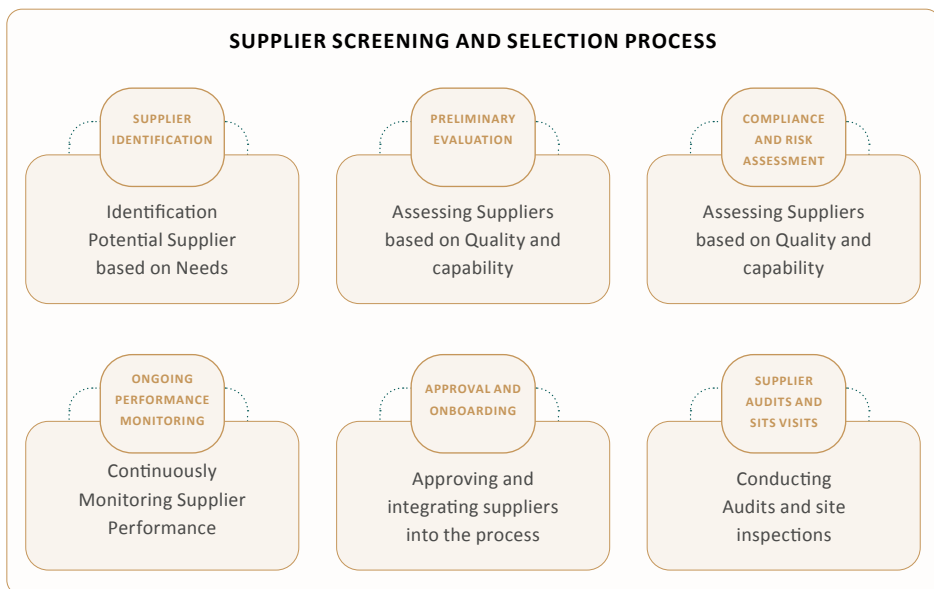 SUPPLIER SCREENING AND SELECTION PROCESS
SUPPLIER
IDENTIFICATION
Identification
Potential Supplier
based on Needs
PRELIMINARY
EVALUATION
Assessing Suppliers
based on Quality and
capability
COMPLIANCE
AND RISK
ASSESSMENT
Assessing Suppliers
based on Quality and
capability
ONGOING
PERFORMANCE
MONITORING
Continuously
Monitoring Supplier
Performance
APPROVAL AND
ONBOARDING
Approving and
integrating suppliers
into the process
SUPPLIER
AUDITS AND
SITS VISITS
Conducting
Audits and site
inspections